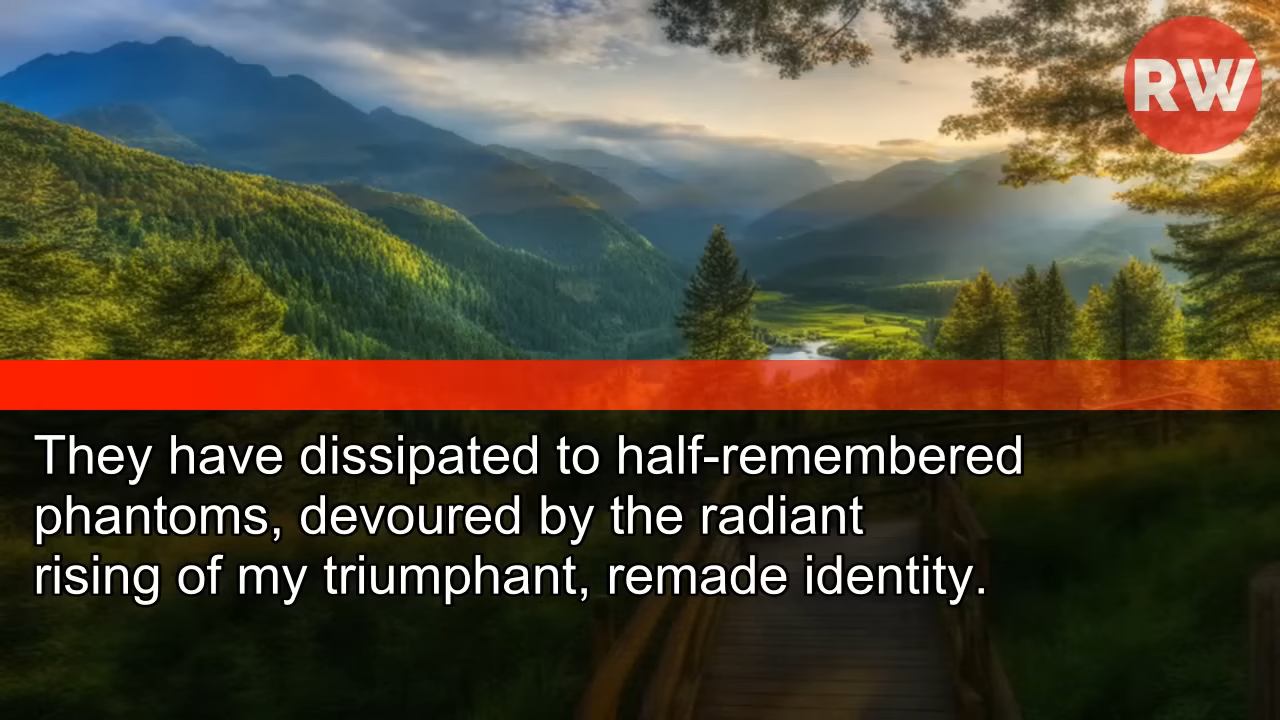 RW
They have dissipated to half-remembered
phantoms, devoured by the radiant
rising of my triumphant, remade identity.